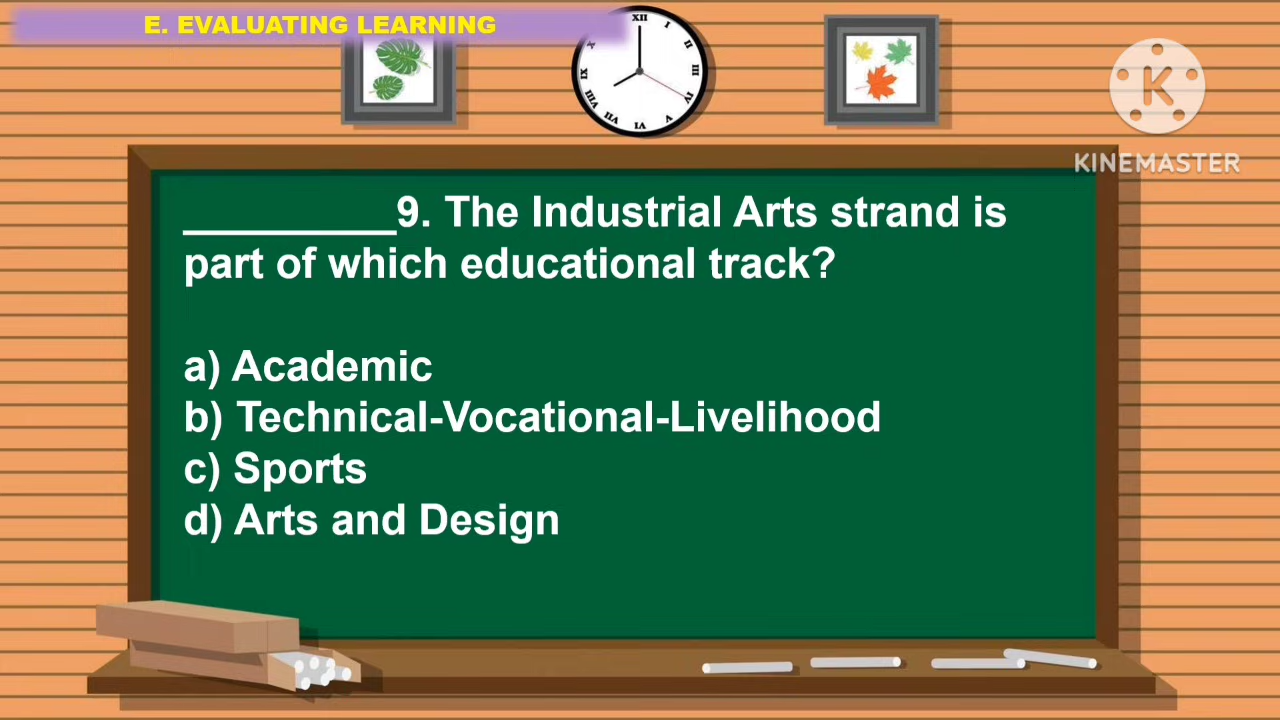 E. EVALUATING LEARNING
K
KINEMASTER
_________9. The Industrial Arts strand is
part of which educational track?
a) Academic
b) Technical-Vocational-Livelihood
c) Sports
d) Arts and Design